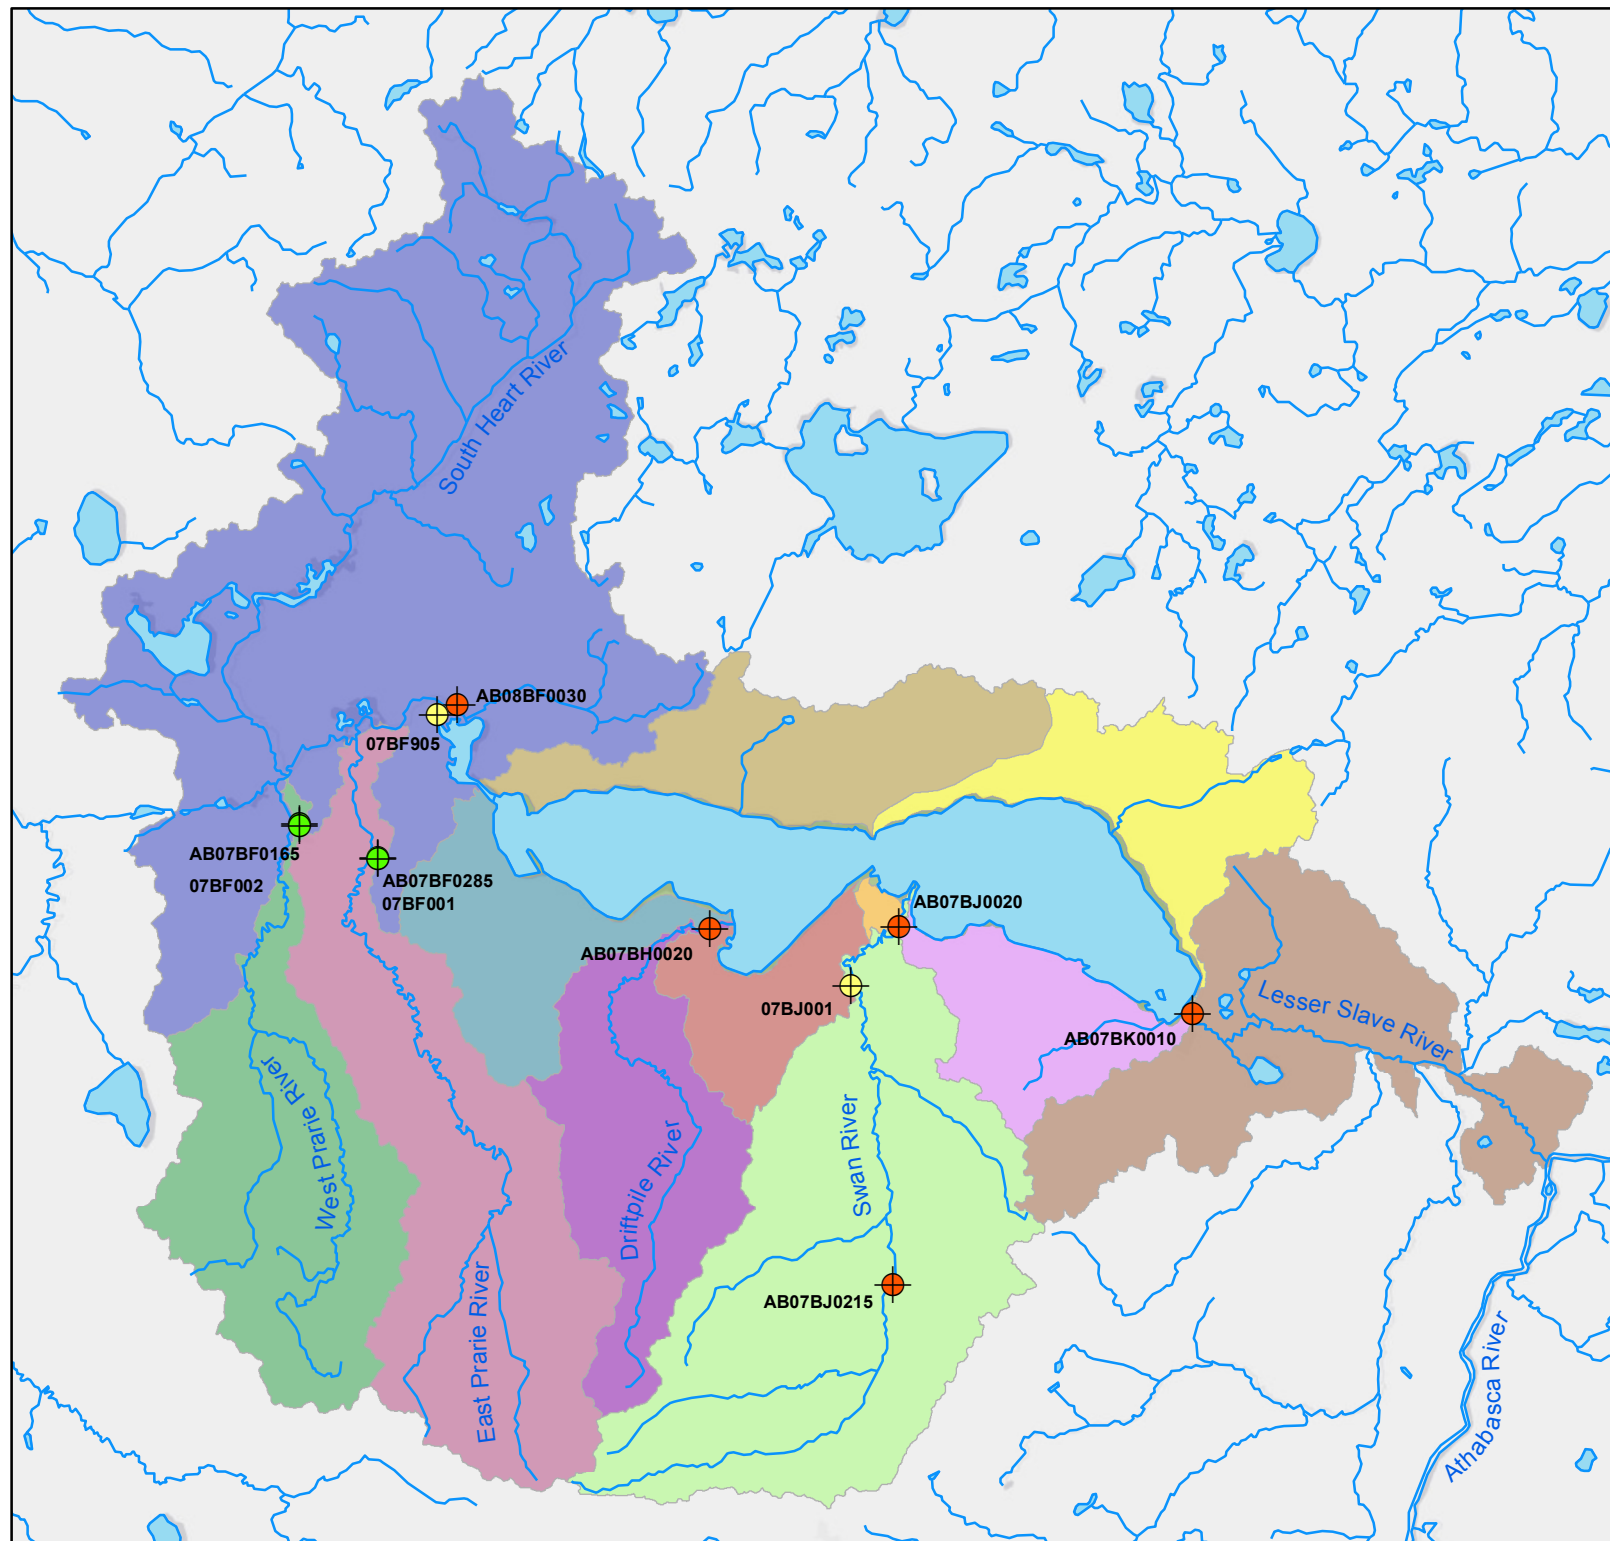 South Heart River
AB08BF0030
07BF905
AB07BF0165
07BF002
AB07BF0285
07BF001
AB07BJ0020
AB07BH0020
07BJ001
Lesser Slave River
AB07BK0010
West Prarie River
Driftpile River
Swan River
AB07BJ0215
East Prarie River
Athabasca River